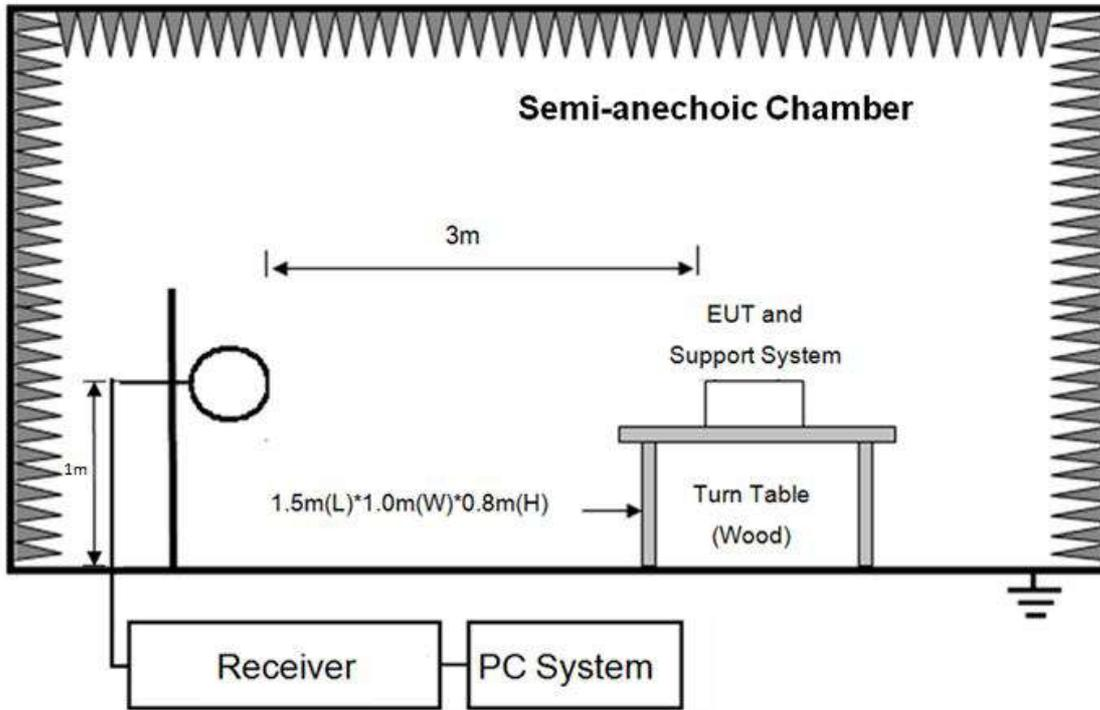 Semi-anechoic Chamber
3m
EUT and
Support System
1m
1.5m(L)*1.0m(W)*0.8m(H)
Turn Table
(Wood)
Receiver
PC System